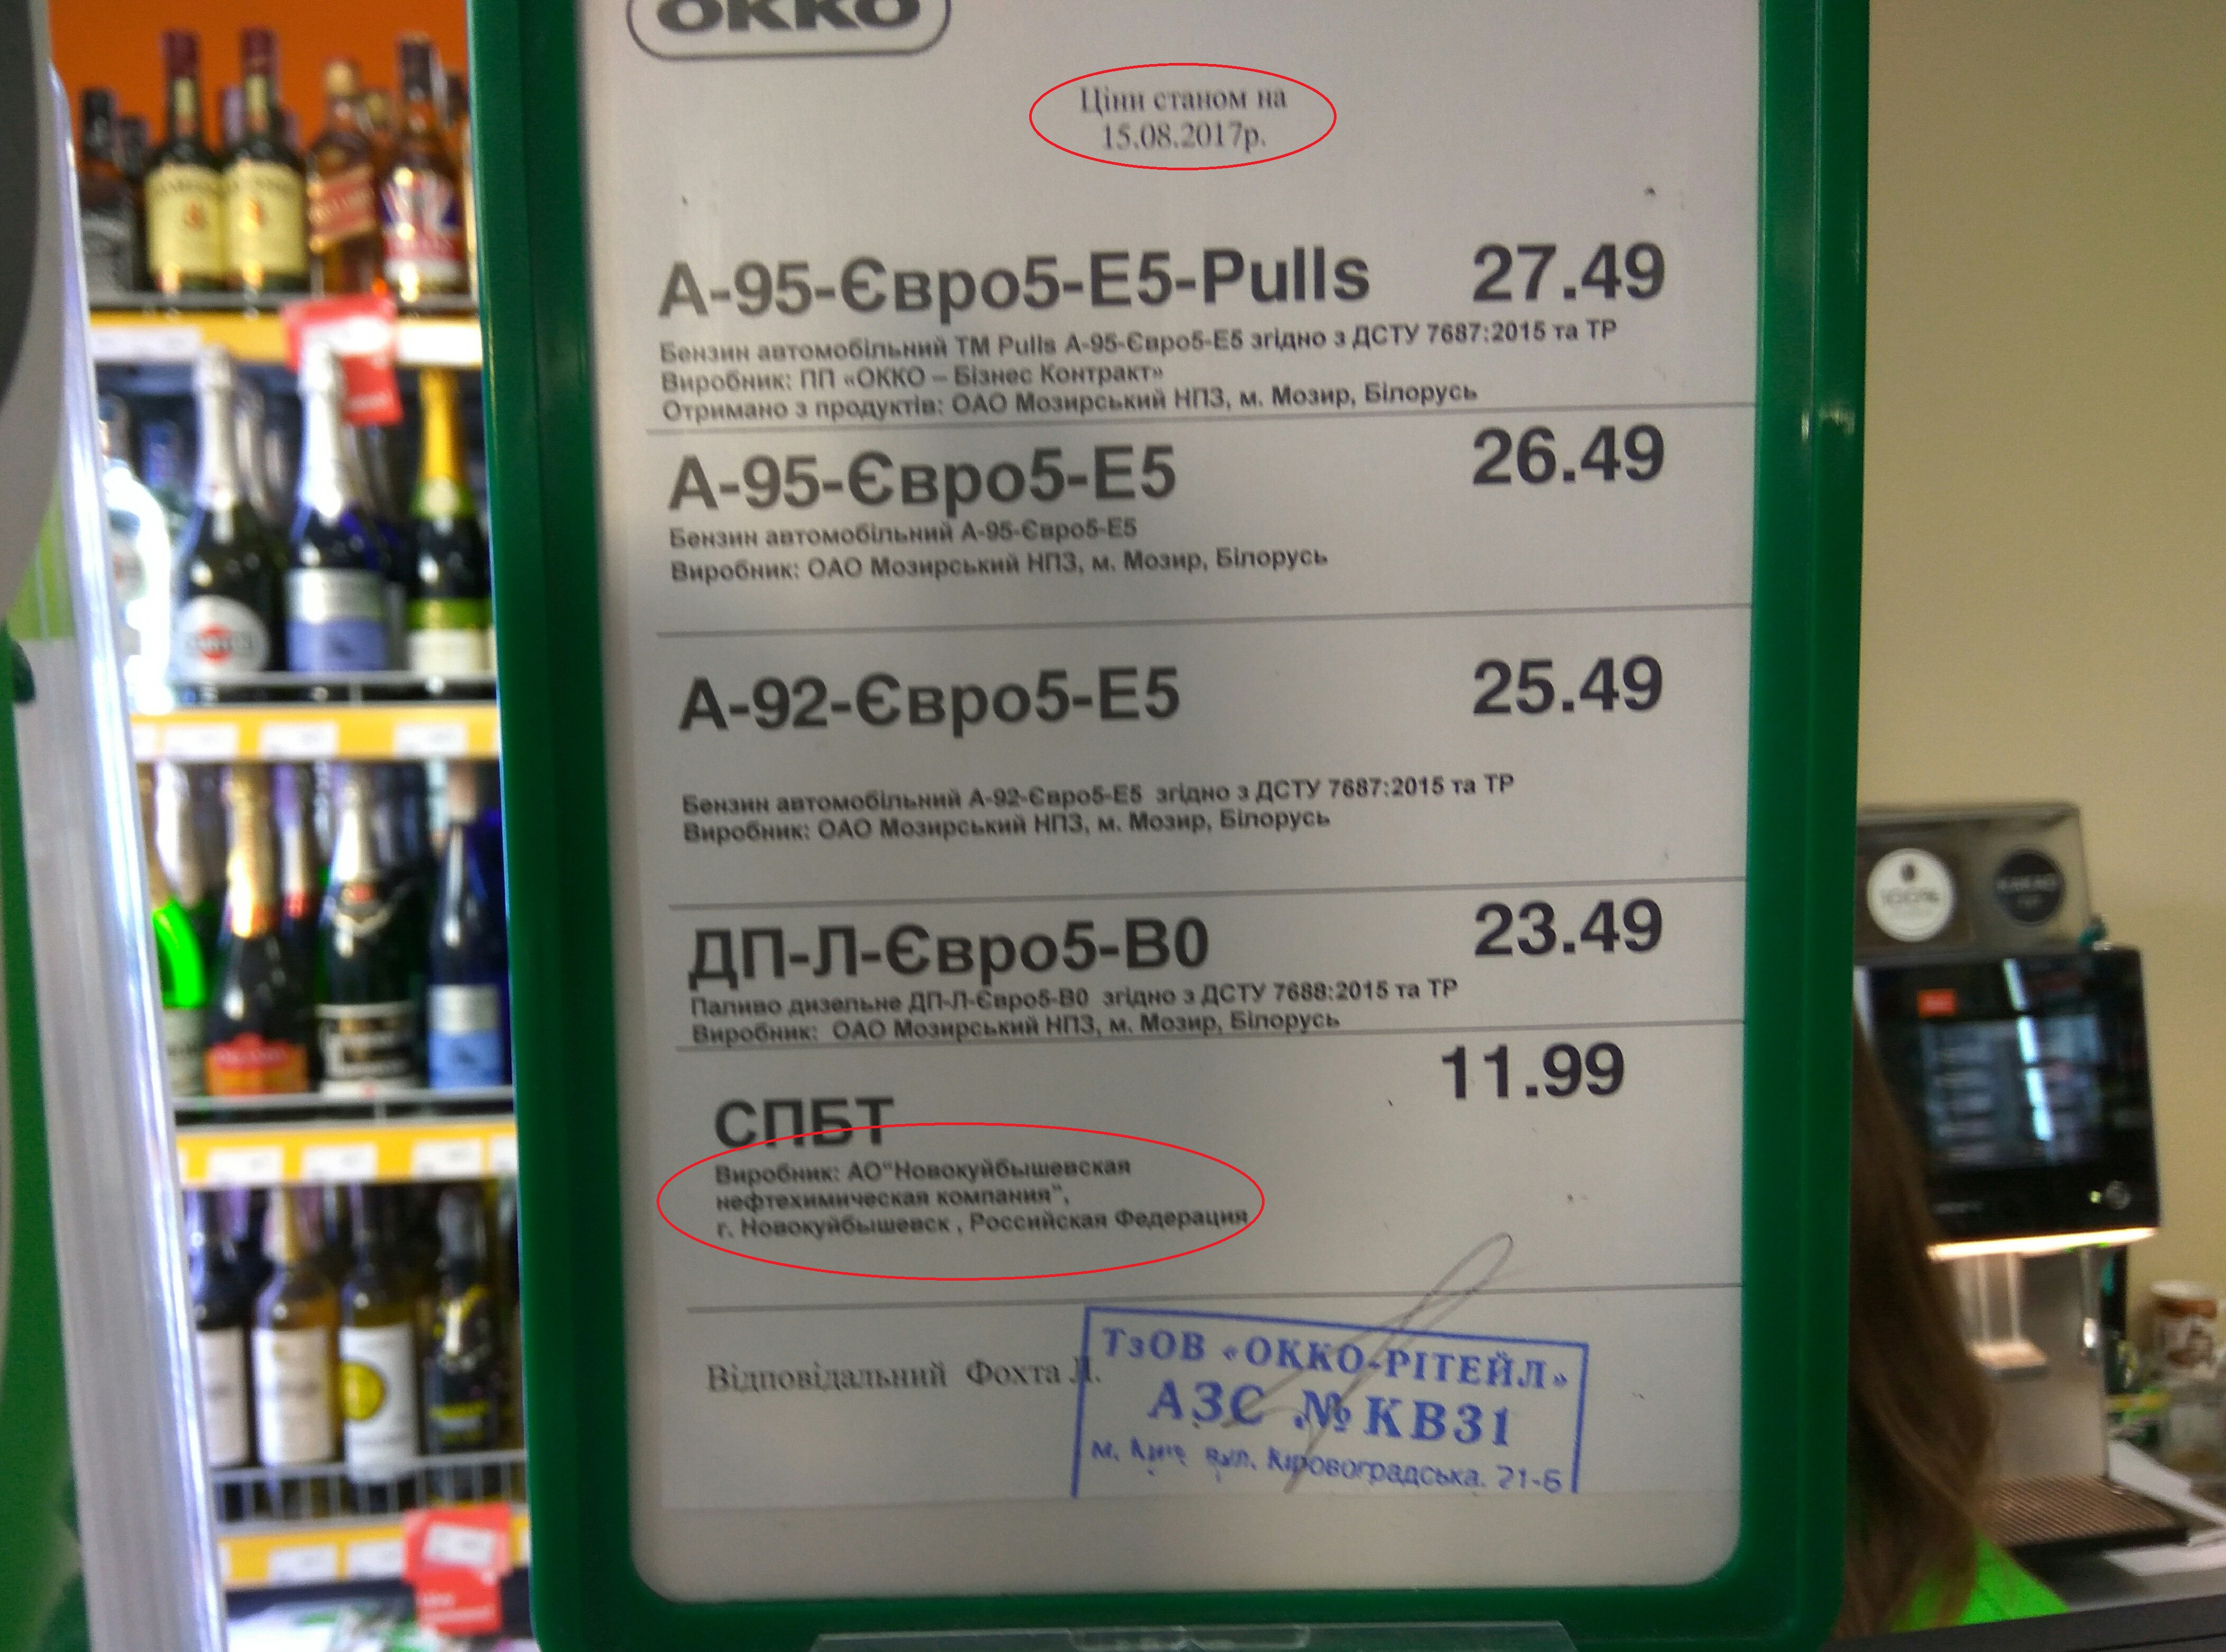 ОККО
Ціни станом на
15.08.2017р.
А-95-Євро5-Е5-Pulls 27.49
Бензин автомобільний ТМ Pulls А-95-Євро5-Е5 згідно з ДСТУ 7687:2015 та ТР
Виробник: ПП «ОККО – Бізнес Контракт»
Отримано з продуктів: ОАО Мозирський НПЗ, м. Мозир, Білорусь
А-95-Євро5-Е5 26.49
Бензин автомобільний А-95-Євро5-Е5
Виробник: ОАО Мозирський НПЗ, м. Мозир, Білорусь
А-92-Євро5-Е5 25.49
Бензин автомобільний А-92-Євро5-Е5 згідно з ДСТУ 7687:2015 та ТР
Виробник: ОАО Мозирський НПЗ, м. Мозир, Білорусь
ДП-Л-Євро5-В0 23.49
Паливо дизельне ДП-Л-Євро5-В0 згідно з ДСТУ 7688:2015 та ТР
Виробник: ОАО Мозирський НПЗ, м. Мозир, Білорусь
СПБТ 11.99
Виробник: АО"Новокуйбышевская
нефтехимическая компания",
г. Новокуйбышевск , Российская Федерация
Відповідальний Фохта Л.
ТзОВ «ОККО-РІТЕЙЛ»
АЗС № КВ31
м. Київ, вул. Кіровоградська, 21-Б
100%